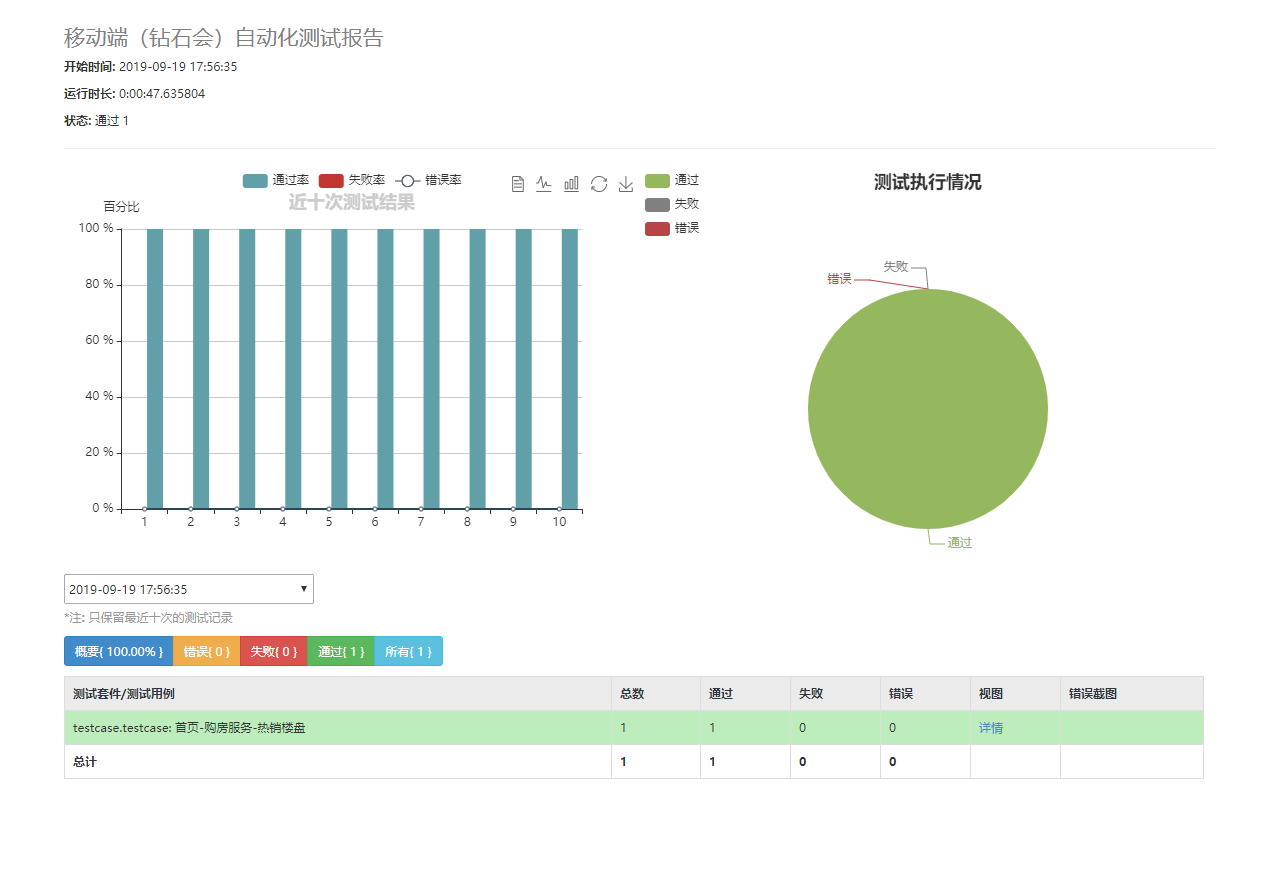 移动端（钻石会）自动化测试报告
开始时间: 2019-09-19 17:56:35
运行时长: 0:00:47.635804
状态: 通过 1
通过率 失败率 错误率
近十次测试结果
百分比
100 %
80 %
60 %
40 %
20 %
0 %
1 2 3 4 5 6 7 8 9 10
通过
失败
错误
测试执行情况
失败
错误
通过
2019-09-19 17:56:35
*注: 只保留最近十次的测试记录
概要{ 100.00% } 错误{ 0 } 失败{ 0 } 通过{ 1 } 所有{ 1 }
测试套件/测试用例 总数 通过 失败 错误 视图 错误截图
testcase.testcase: 首页-购房服务-热销楼盘 1 1 0 0 详情
总计 1 1 0 0